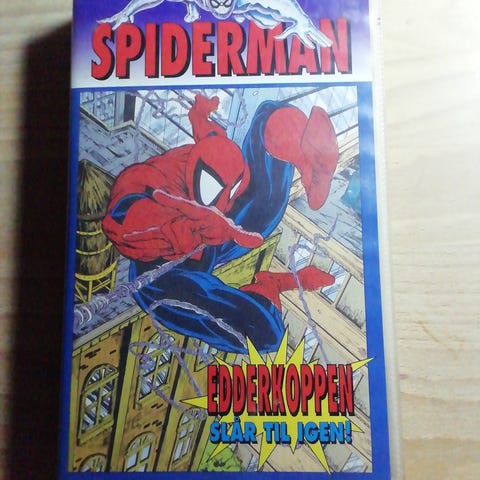 SPIDERMAN
EDDERKOPPEN
SLÅR TIL IGEN!